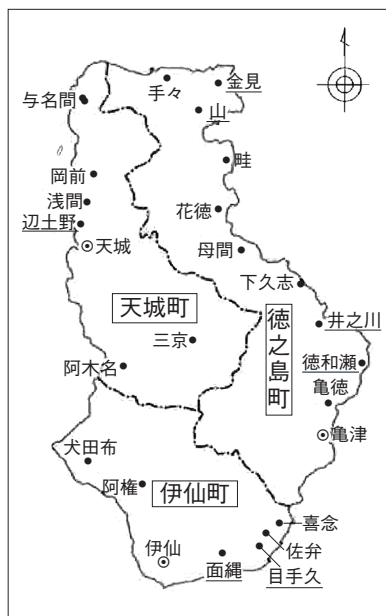 手々
金見
与名間
山
畦
岡前
浅間
花徳
辺土野
天城
母間
下久志
天城町
井之川
三京
徳之島町
徳和瀬
阿木名
亀徳
亀津
犬田布
阿権
伊仙町
喜念
佐弁
伊仙
面縄
目手久